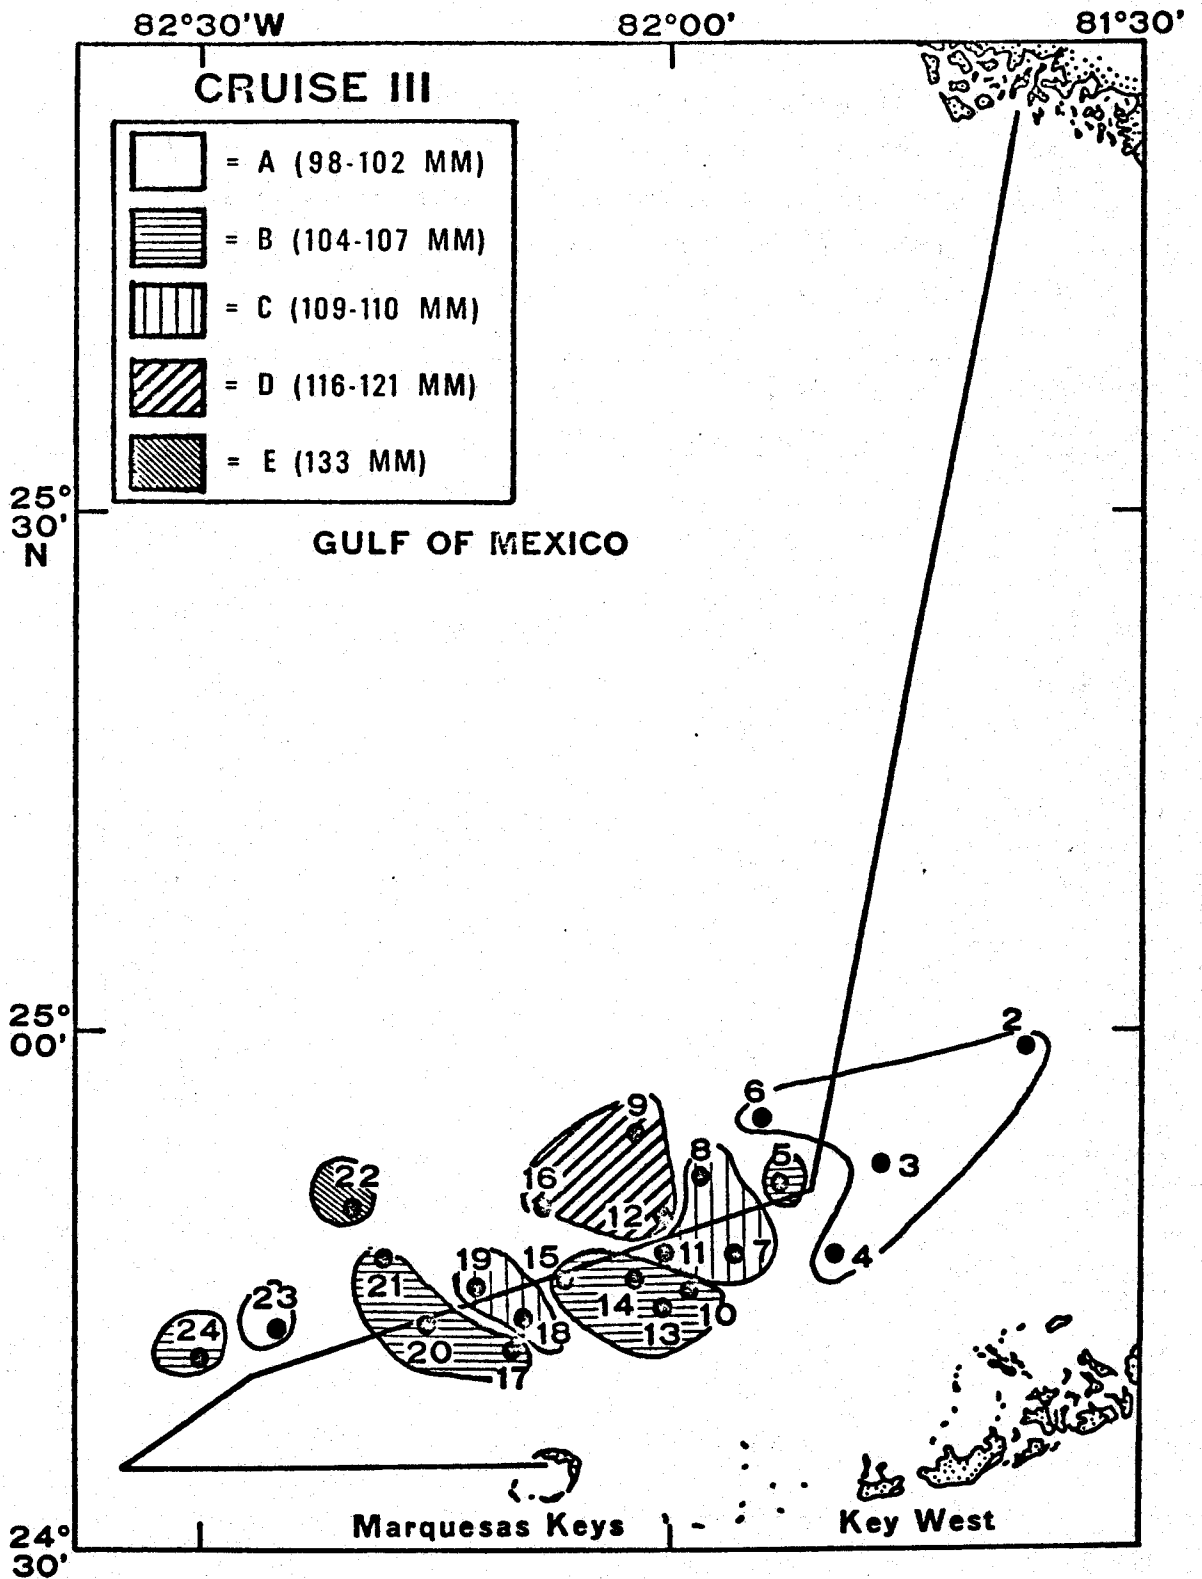 82°30'W 82°00' 81°30'
CRUISE III
= A (98-102 MM)
= B (104-107 MM)
= C (109-110 MM)
= D (116-121 MM)
= E (133 MM)
25°
30'
N
GULF OF MEXICO
25°
00'
2
6
9
8
5
3
16
22
12
11
7
4
19
15
21
14
10
23
18
13
24
20
17
Marquesas Keys
Key West
24°
30'